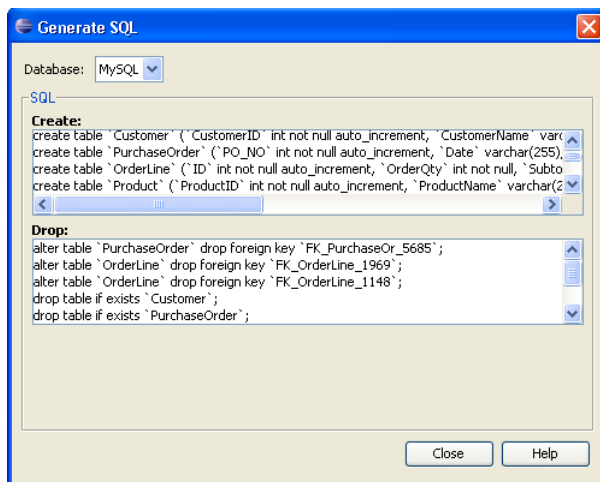 Generate SQL
Database: MySQL
SQL
Create:
create table `Customer` (`CustomerID` int not null auto_increment, `CustomerName` varc
create table `PurchaseOrder` (`PO_NO` int not null auto_increment, `Date` varchar(255),
create table `OrderLine` (`ID` int not null auto_increment, `OrderQty` int not null, `Subto
create table `Product` (`ProductID` int not null auto_increment, `ProductName` varchar(2
Drop:
alter table `PurchaseOrder` drop foreign key `FK_PurchaseOr_5685`;
alter table `OrderLine` drop foreign key `FK_OrderLine_1969`;
alter table `OrderLine` drop foreign key `FK_OrderLine_1148`;
drop table if exists `Customer`;
drop table if exists `PurchaseOrder`;
Close Help